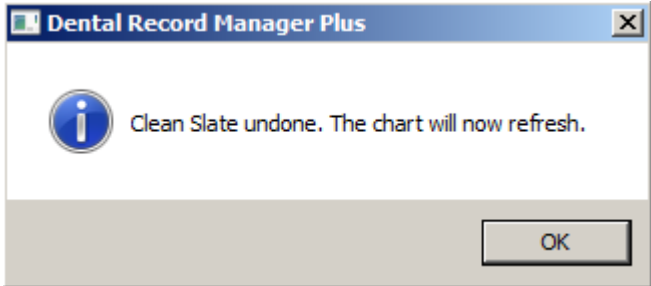 Dental Record Manager Plus
Clean Slate undone. The chart will now refresh.
OK